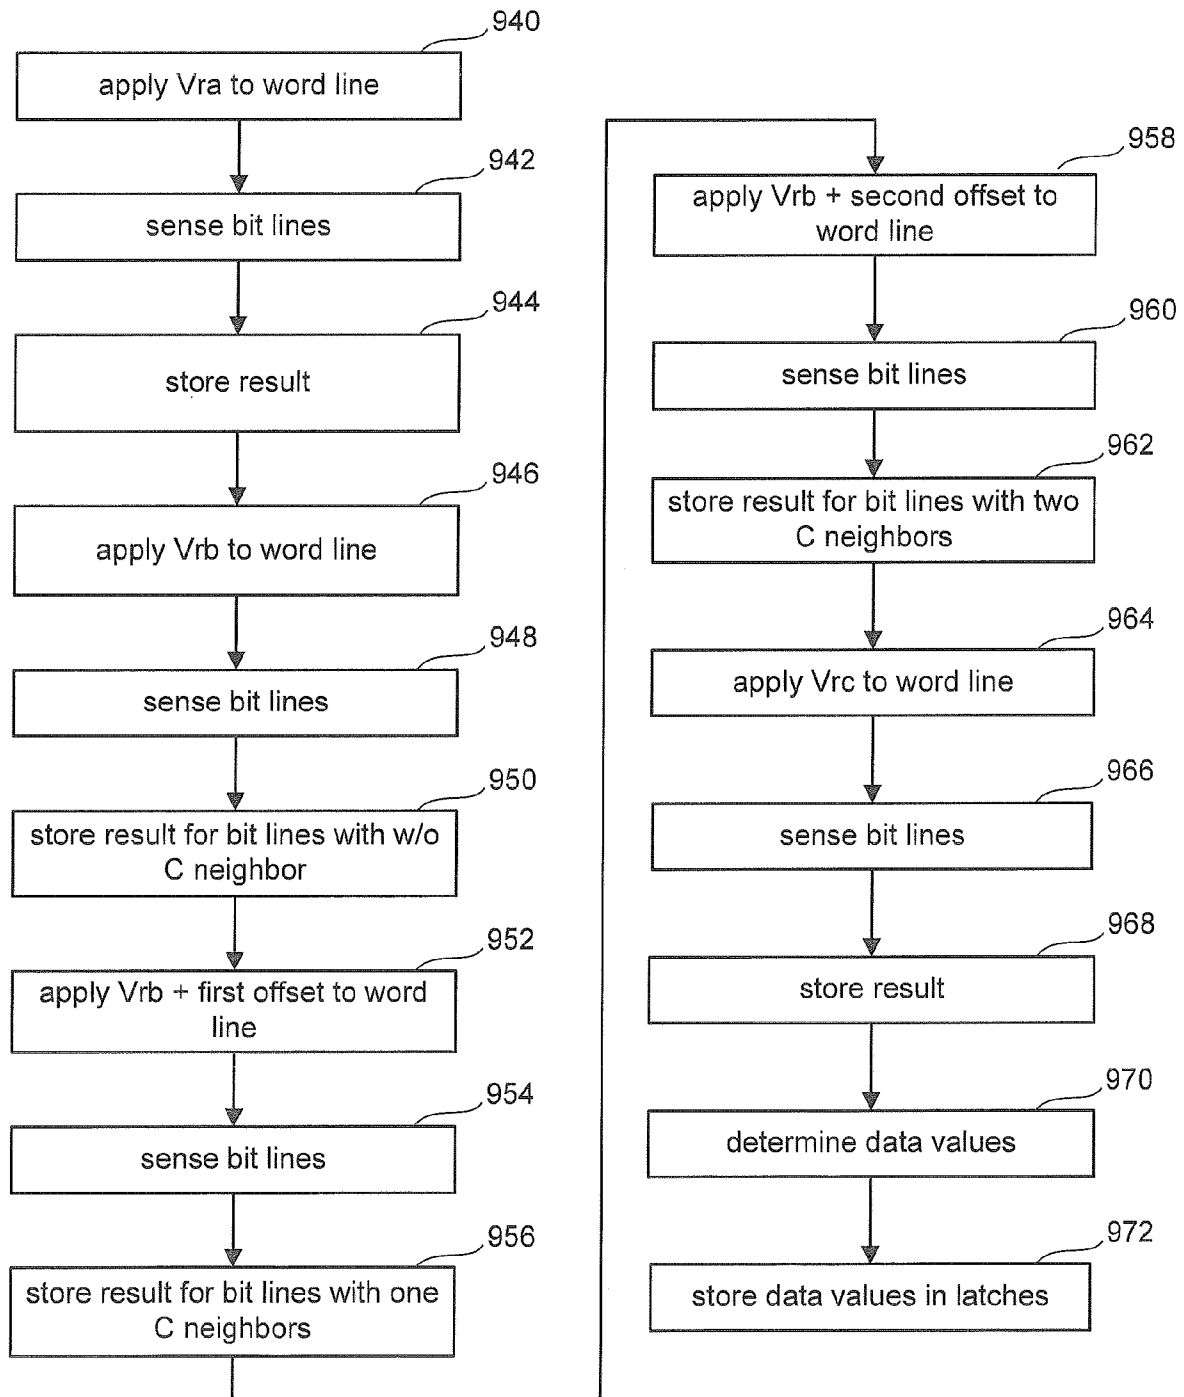 940
apply Vra to word line
942
sense bit lines
944
store result
946
apply Vrb to word line
948
sense bit lines
950
store result for bit lines with w/o
C neighbor
952
apply Vrb + first offset to word
line
954
sense bit lines
956
store result for bit lines with one
C neighbors
958
apply Vrb + second offset to
word line
960
sense bit lines
962
store result for bit lines with two
C neighbors
964
apply Vrc to word line
966
sense bit lines
968
store result
970
determine data values
972
store data values in latches